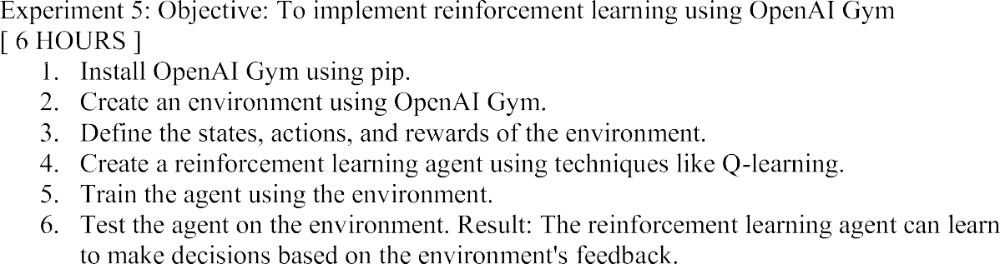 Experiment 5: Objective: To implement reinforcement learning using OpenAI Gym
[ 6 HOURS ]
1. Install OpenAI Gym using pip.
2. Create an environment using OpenAI Gym.
3. Define the states, actions, and rewards of the environment.
4. Create a reinforcement learning agent using techniques like Q-learning.
5. Train the agent using the environment.
6. Test the agent on the environment. Result: The reinforcement learning agent can learn
to make decisions based on the environment's feedback.